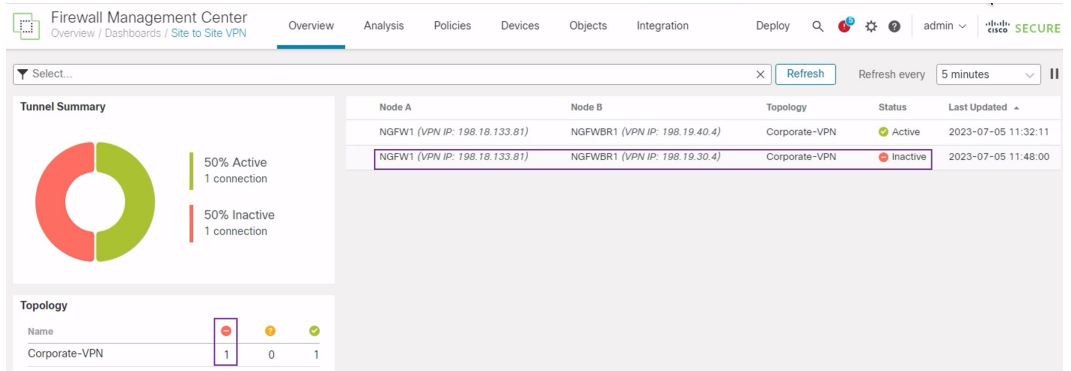 Firewall Management Center
Overview / Dashboards / Site to Site VPN
Overview Analysis Policies Devices Objects Integration Deploy 5 admin cisco SECURE
Select... Refresh Refresh every 5 minutes
Tunnel Summary
50% Active
1 connection
50% Inactive
1 connection
Node A Node B Topology Status Last Updated
NGFW1 (VPN IP: 198.18.133.81) NGFWBR1 (VPN IP: 198.19.40.4) Corporate-VPN Active 2023-07-05 11:32:11
NGFW1 (VPN IP: 198.18.133.81) NGFWBR1 (VPN IP: 198.19.30.4) Corporate-VPN Inactive 2023-07-05 11:48:00
Topology
Name
Corporate-VPN 1 0 1